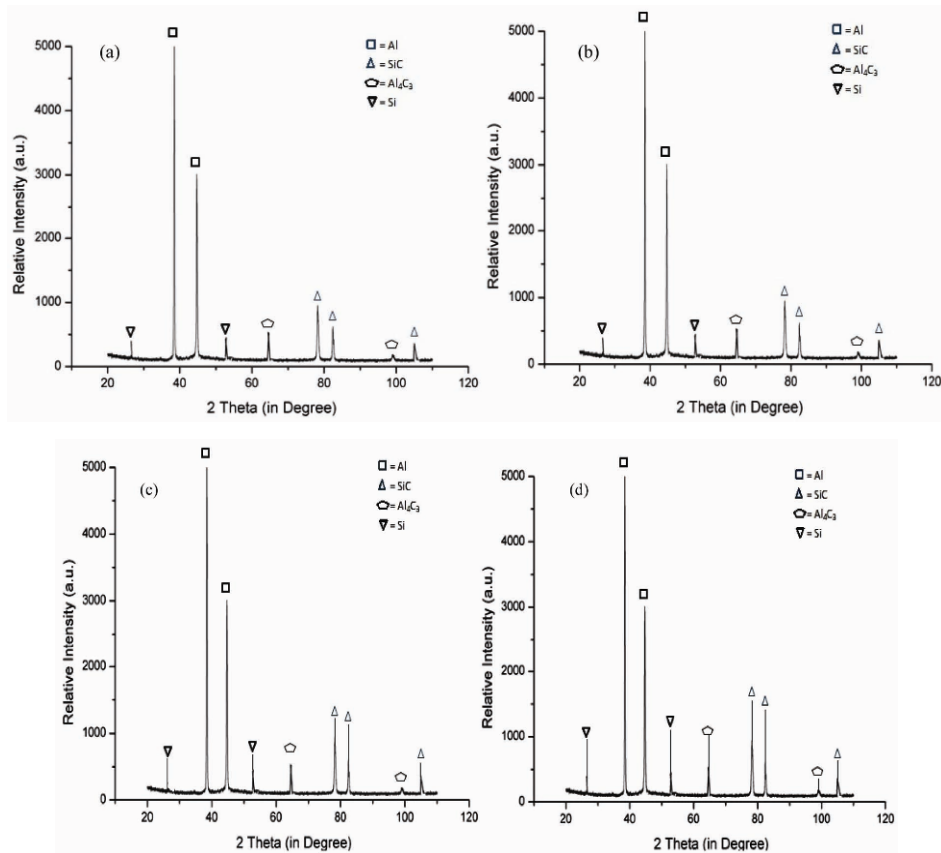 (a)
= Al
= SiC
= Al₄C₃
= Si
5000
4000
3000
2000
1000
0
Relative Intensity (a.u.)
0 20 40 60 80 100 120
2 Theta (in Degree)
(b)
= Al
= SiC
= Al₄C₃
= Si
5000
4000
3000
2000
1000
0
Relative Intensity (a.u.)
0 20 40 60 80 100 120
2 Theta (in Degree)
(c)
= Al
= SiC
= Al₄C₃
= Si
5000
4000
3000
2000
1000
0
Relative Intensity (a.u.)
20 40 60 80 100 120
2 Theta (in Degree)
(d)
= Al
= SiC
= Al₄C₃
= Si
5000
4000
3000
2000
1000
0
Relative Intensity (a.u.)
20 40 60 80 100 120
2 Theta (in Degree)